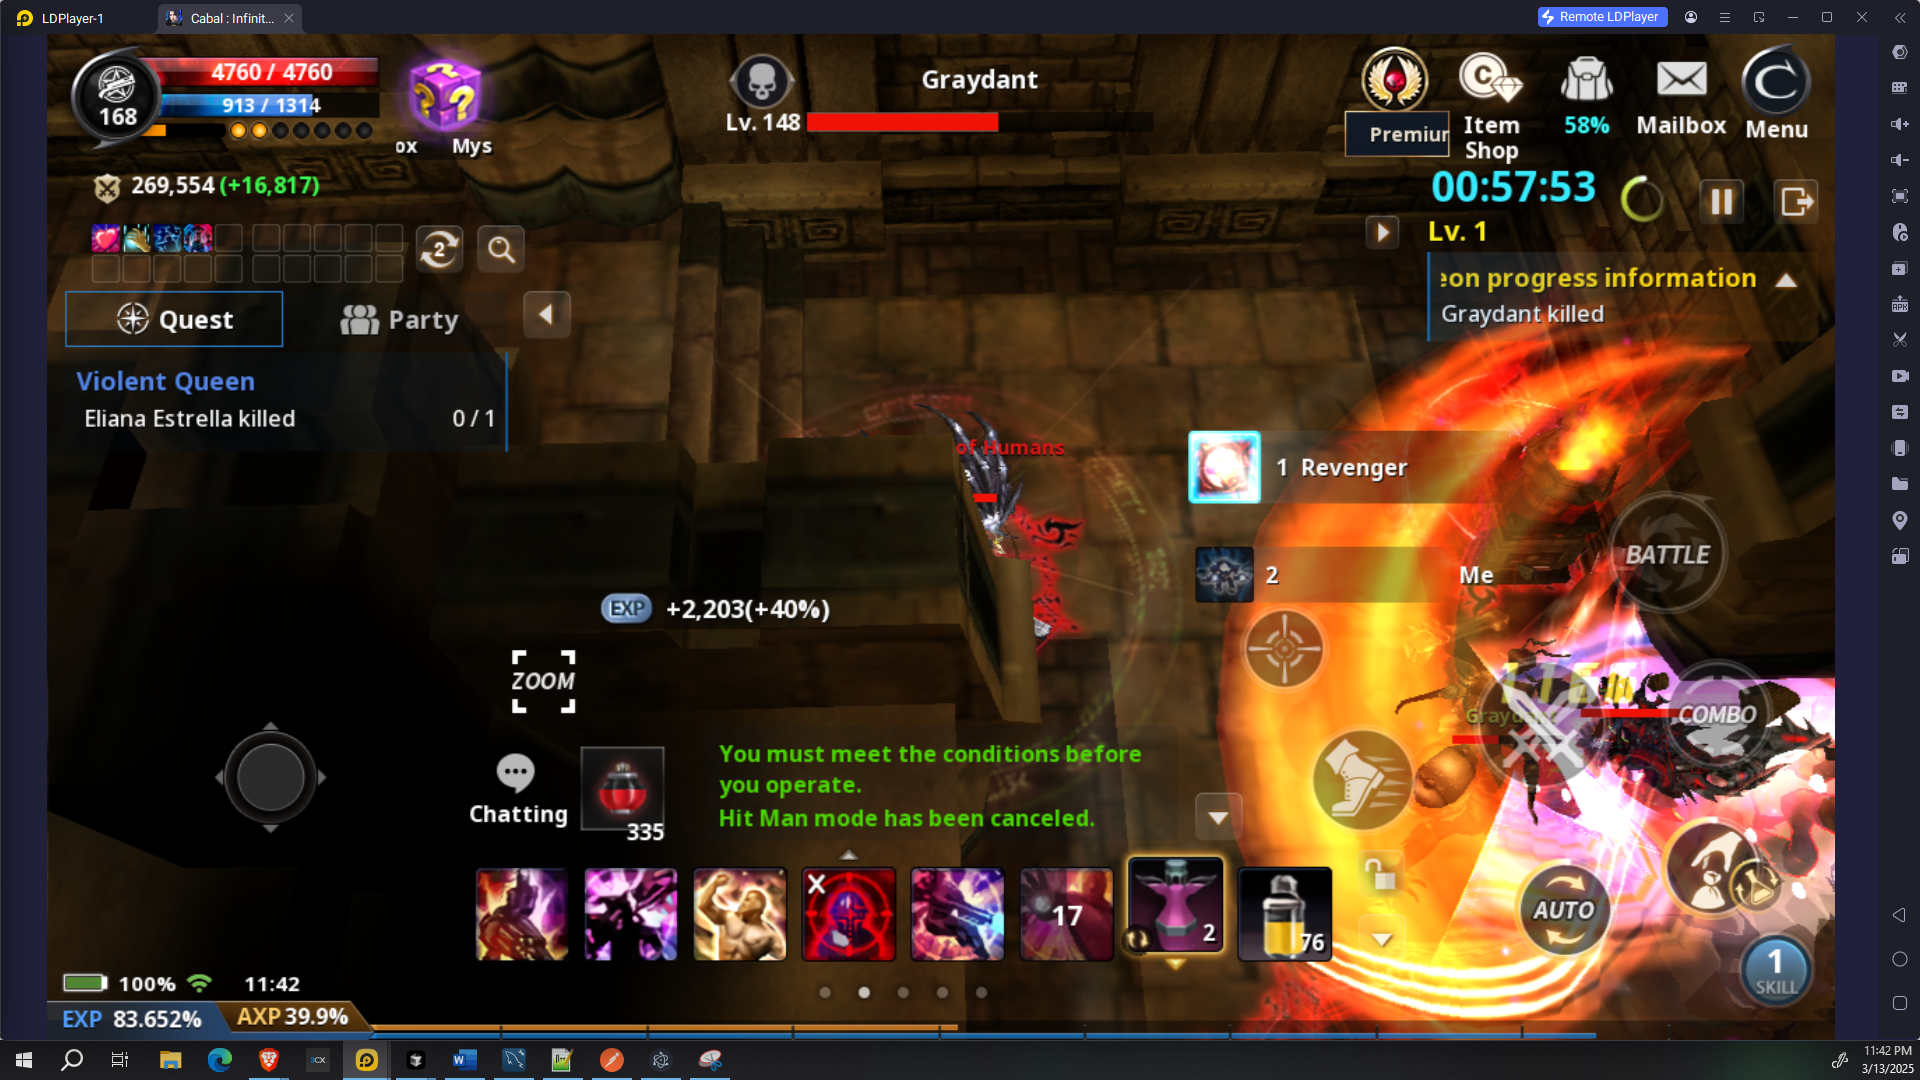 LDPlayer-1
Cabal : Infinit...
Remote LDPlayer
4760 / 4760
913 / 1314
168
ox Mys
269,554 (+16,817)
2
Graydant
Lv. 148
Premiur
Item Shop
58%
Mailbox
Menu
00:57:53
Lv. 1
eon progress information
Graydant killed
Quest
Party
Violent Queen
Eliana Estrella killed 0 / 1
of Humans
1 Revenger
2 Me
BATTLE
EXP +2,203(+40%)
ZOOM
COMBO
Chatting
335
You must meet the conditions before
you operate.
Hit Man mode has been canceled.
17
2
76
AUTO
1
SKILL
100% 11:42
EXP 83.652% AXP 39.9%
3CX
W
11:42 PM
3/13/2025